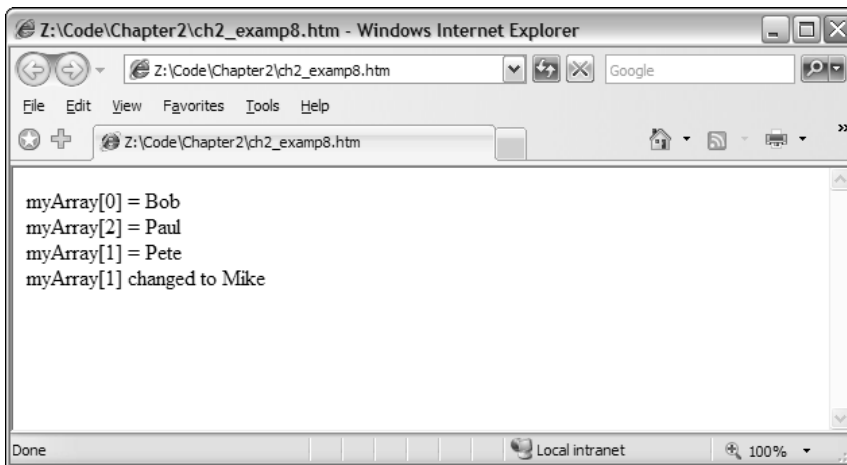 Z:\Code\Chapter2\ch2_examp8.htm - Windows Internet Explorer
Z:\Code\Chapter2\ch2_examp8.htm
Google
File Edit View Favorites Tools Help
Z:\Code\Chapter2\ch2_examp8.htm
myArray[0] = Bob
myArray[2] = Paul
myArray[1] = Pete
myArray[1] changed to Mike
Done
Local intranet
100%